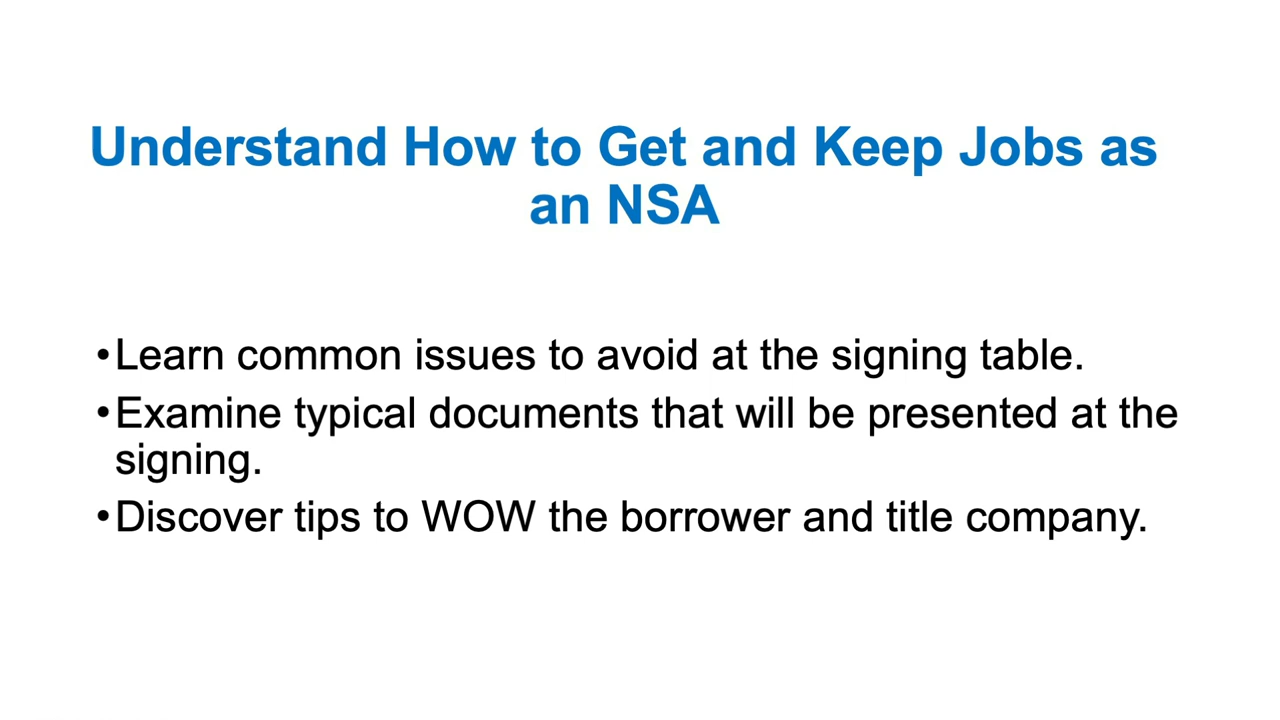 Understand How to Get and Keep Jobs as
an NSA
•Learn common issues to avoid at the signing table.
•Examine typical documents that will be presented at the
signing.
•Discover tips to WOW the borrower and title company.